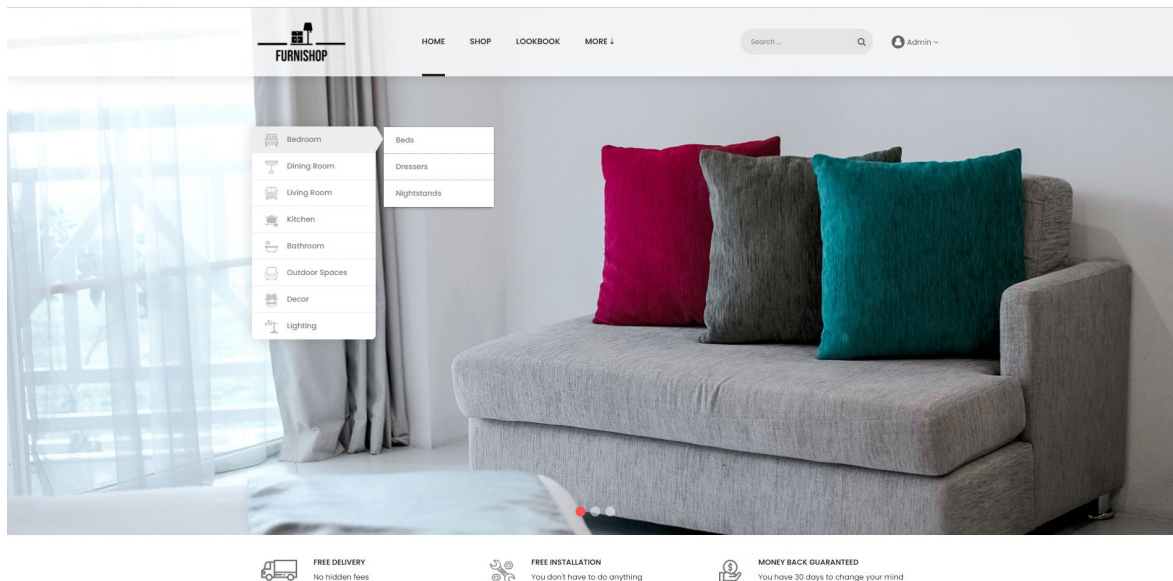 FURNISHOP
HOME SHOP LOOKBOOK MORE ↓
Search ...
Admin
Bedroom
Dining Room
Living Room
Kitchen
Bathroom
Outdoor Spaces
Decor
Lighting
Beds
Dressers
Nightstands
FREE DELIVERY
No hidden fees
FREE INSTALLATION
You don't have to do anything
MONEY BACK GUARANTEED
You have 30 days to change your mind